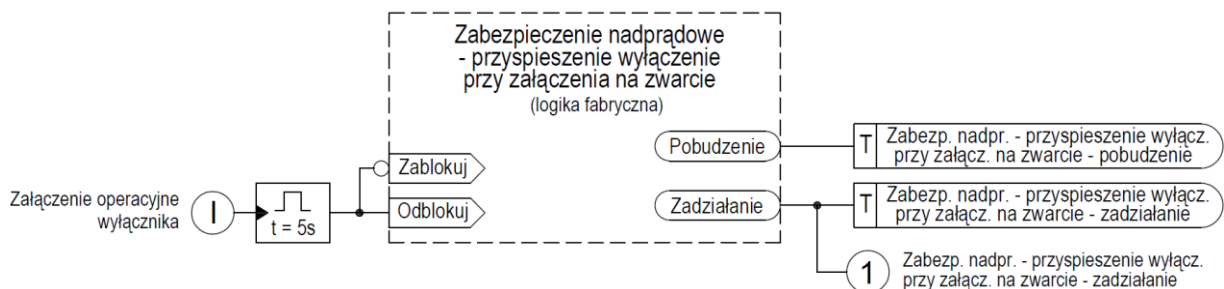 Zabezpieczenie nadprądowe
- przyspieszenie wyłączenie
przy załączenia na zwarcie
(logika fabryczna)
Pobudzenie
T
Zabezp. nadpr. - przyspieszenie wyłącz.
przy załącz. na zwarcie - pobudzenie
Zablokuj
Załączenie operacyjne
wyłącznika
I
t = 5s
Odblokuj
Zadziałanie
T
Zabezp. nadpr. - przyspieszenie wyłącz.
przy załącz. na zwarcie - zadziałanie
1
Zabezp. nadpr. - przyspieszenie wyłącz.
przy załącz. na zwarcie - zadziałanie